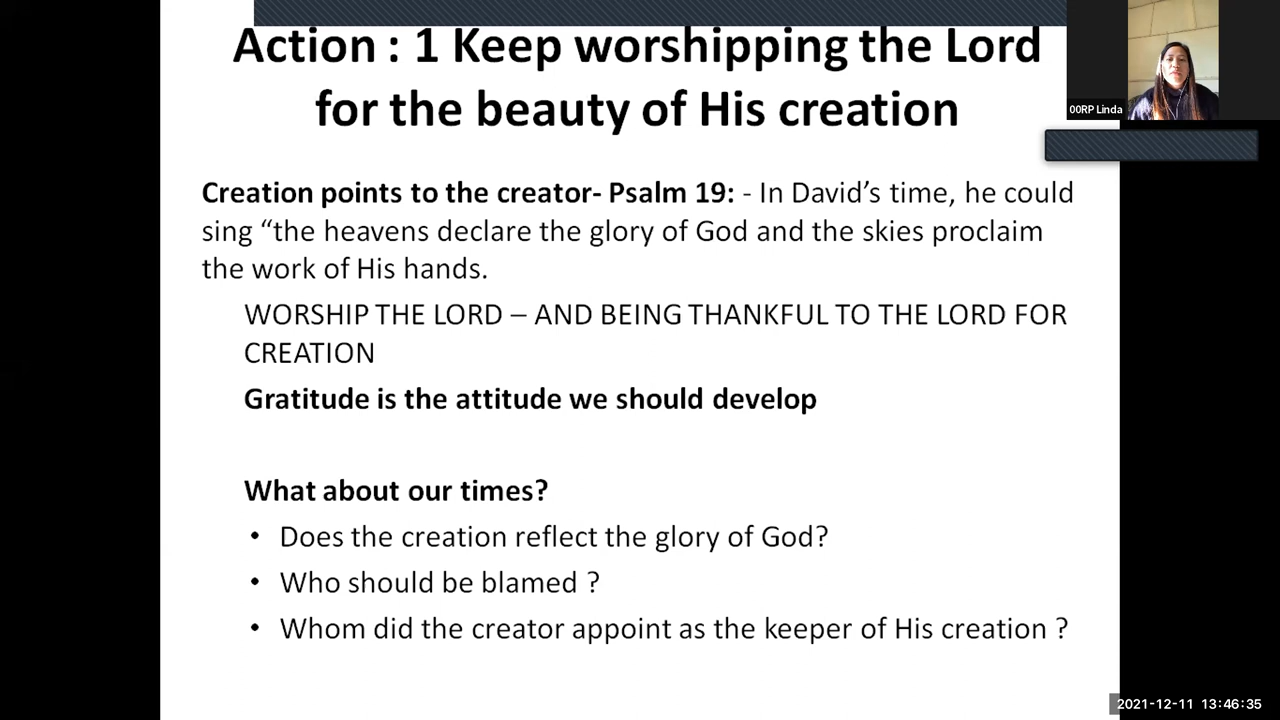 Action : 1 Keep worshipping the Lord
for the beauty of His creation
00RP Linda
Creation points to the creator- Psalm 19: - In David’s time, he could
sing “the heavens declare the glory of God and the skies proclaim
the work of His hands.
WORSHIP THE LORD – AND BEING THANKFUL TO THE LORD FOR
CREATION
Gratitude is the attitude we should develop
What about our times?
• Does the creation reflect the glory of God?
• Who should be blamed ?
• Whom did the creator appoint as the keeper of His creation ?
2021-12-11 13:46:35